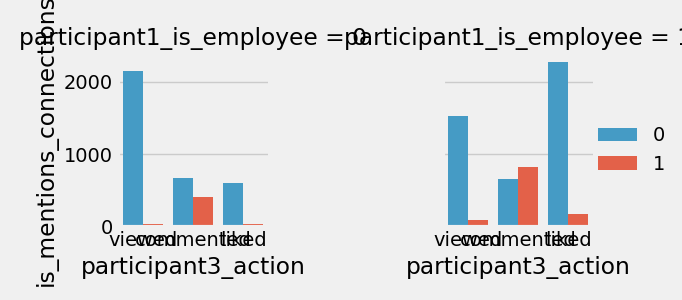 participant1_is_employee = 0
participant1_is_employee = 1
is_mentions_connections
2000
1000
0
viewed commented liked
viewed commented liked
participant3_action
participant3_action
0
1